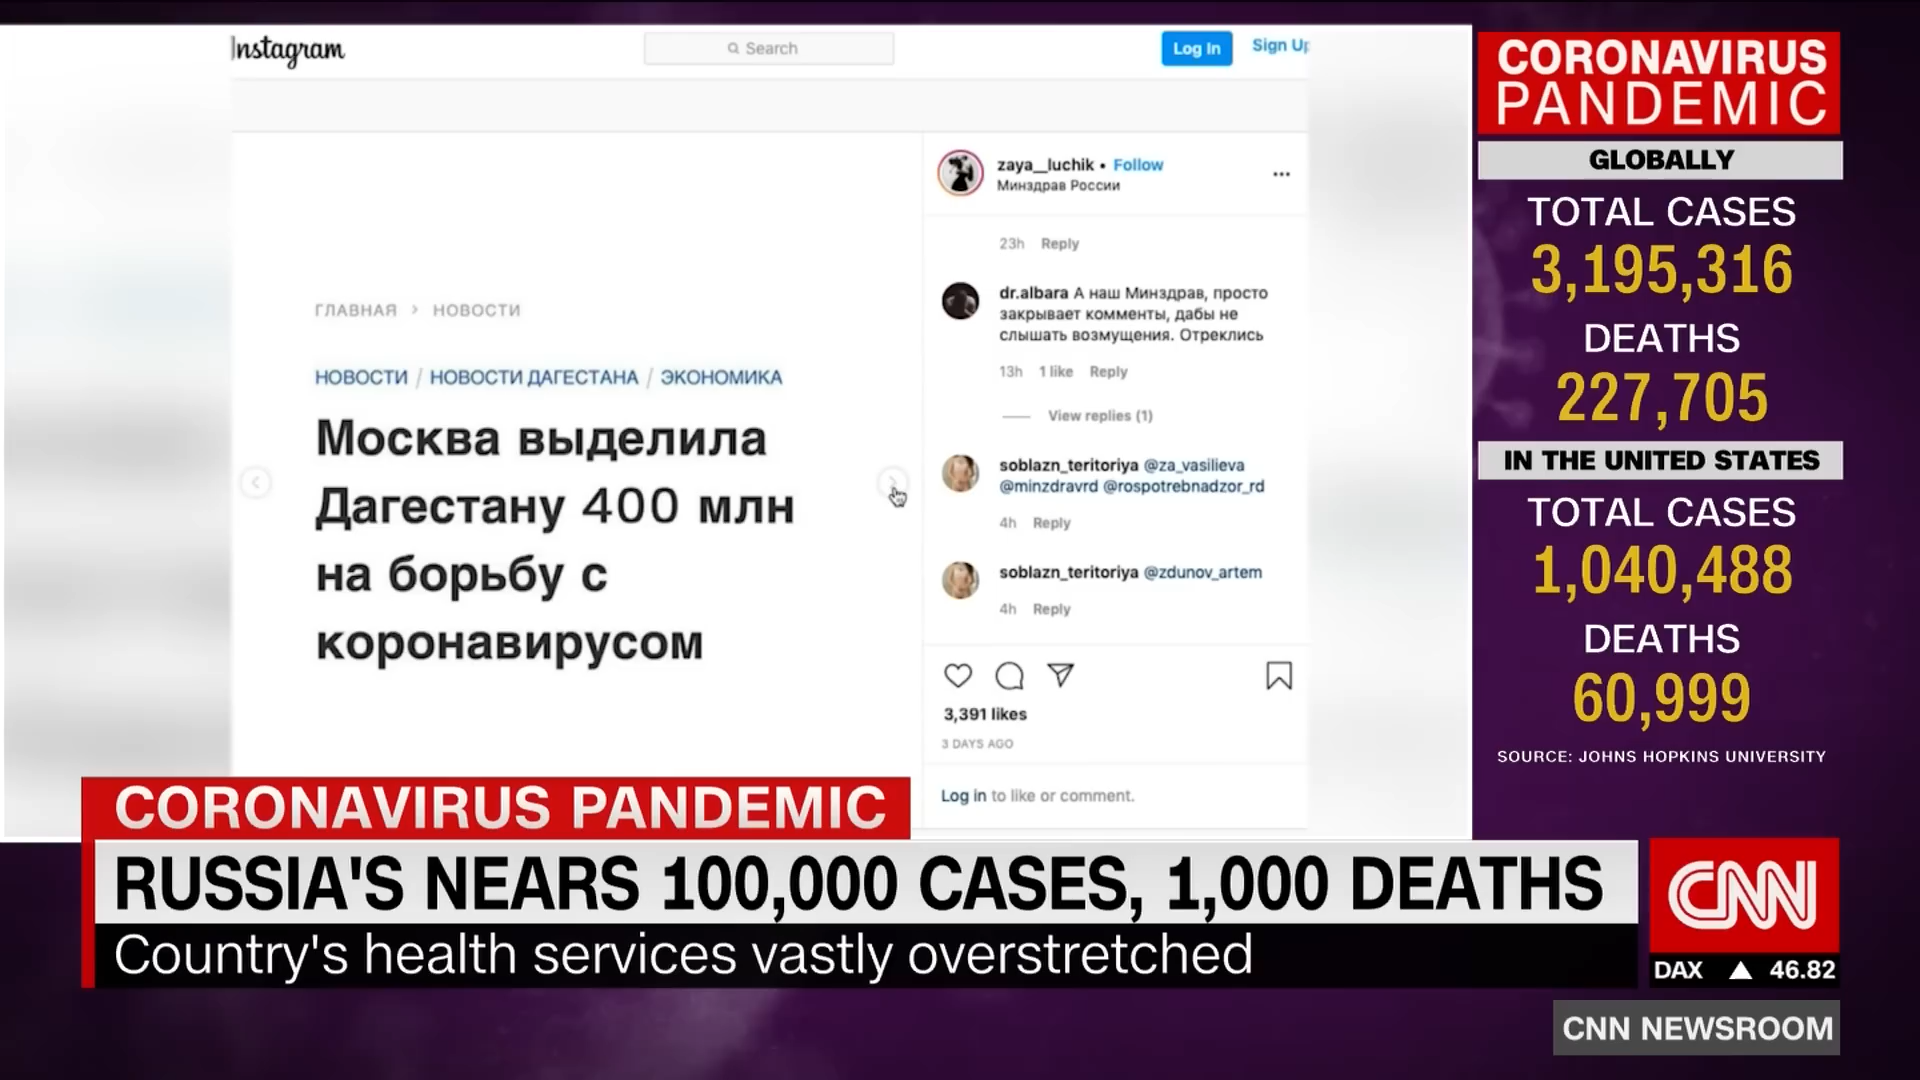 Instagram
Search
Log In
Sign Up
ГЛАВНАЯ > НОВОСТИ
НОВОСТИ / НОВОСТИ ДАГЕСТАНА / ЭКОНОМИКА
Москва выделила
Дагестану 400 млн
на борьбу с
коронавирусом
zaya__luchik • Follow
Минздрав России
23h Reply
dr.albara А наш Минздрав, просто
закрывает комменты, дабы не
слышать возмущения. Отреклись
13h 1 like Reply
View replies (1)
soblazn_teritoriya @za_vasilieva
@minzdravrd @rospotrebnadzor_rd
4h Reply
soblazn_teritoriya @zdunov_artem
4h Reply
3,391 likes
3 DAYS AGO
Log in to like or comment.
CORONAVIRUS
PANDEMIC
GLOBALLY
TOTAL CASES
3,195,316
DEATHS
227,705
IN THE UNITED STATES
TOTAL CASES
1,040,488
DEATHS
60,999
SOURCE: JOHNS HOPKINS UNIVERSITY
CORONAVIRUS PANDEMIC
RUSSIA'S NEARS 100,000 CASES, 1,000 DEATHS
Country's health services vastly overstretched
CNN
DAX ▲ 46.82
CNN NEWSROOM